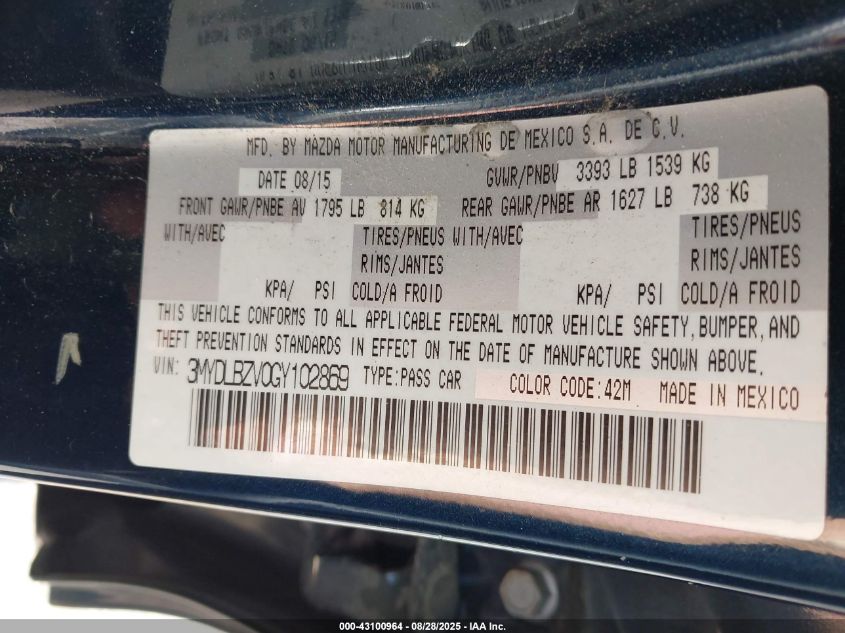 MFD. BY MAZDA MOTOR MANUFACTURING DE MEXICO S.A. DE C.V.
DATE 08/15 GVWR/PNBV 3393 LB 1539 KG
FRONT GAWR/PNBE AV 1795 LB 814 KG REAR GAWR/PNBE AR 1627 LB 738 KG
WITH/AVEC TIRES/PNEUS WITH/AVEC TIRES/PNEUS
RIMS/JANTES RIMS/JANTES
KPA/ PSI COLD/A FROID KPA/ PSI COLD/A FROID
THIS VEHICLE CONFORMS TO ALL APPLICABLE FEDERAL MOTOR VEHICLE SAFETY, BUMPER, AND
THEFT PREVENTION STANDARDS IN EFFECT ON THE DATE OF MANUFACTURE SHOWN ABOVE.
VIN: 3MYDLBZV0GY102869 TYPE:PASS CAR COLOR CODE:42M MADE IN MEXICO
000-43100964 - 08/28/2025 - IAA Inc.